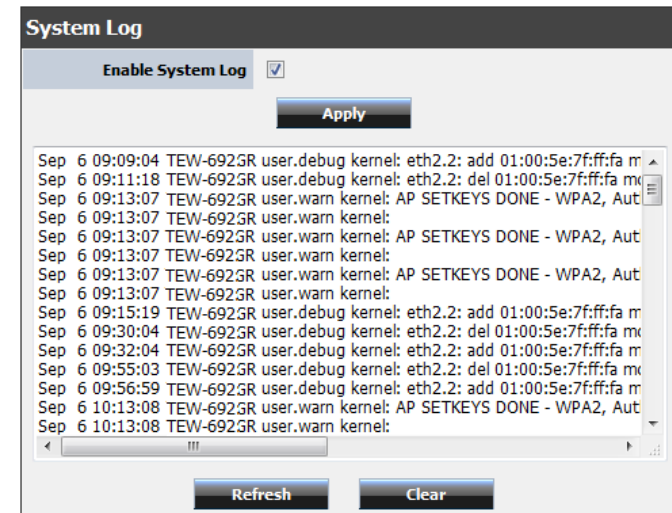 System Log
Enable System Log
Apply
Sep 6 09:09:04 TEW-692GR user.debug kernel: eth2.2: add 01:00:5e:7f:ff:fa m
Sep 6 09:11:18 TEW-692GR user.debug kernel: eth2.2: del 01:00:5e:7f:ff:fa mc
Sep 6 09:13:07 TEW-692GR user.warn kernel: AP SETKEYS DONE - WPA2, Aut
Sep 6 09:13:07 TEW-692GR user.warn kernel:
Sep 6 09:13:07 TEW-692GR user.warn kernel: AP SETKEYS DONE - WPA2, Aut
Sep 6 09:13:07 TEW-692GR user.warn kernel:
Sep 6 09:13:07 TEW-692GR user.warn kernel: AP SETKEYS DONE - WPA2, Aut
Sep 6 09:13:07 TEW-692GR user.warn kernel:
Sep 6 09:15:19 TEW-692GR user.debug kernel: eth2.2: add 01:00:5e:7f:ff:fa m
Sep 6 09:30:04 TEW-692GR user.debug kernel: eth2.2: del 01:00:5e:7f:ff:fa mc
Sep 6 09:32:04 TEW-692GR user.debug kernel: eth2.2: add 01:00:5e:7f:ff:fa m
Sep 6 09:55:03 TEW-692GR user.debug kernel: eth2.2: del 01:00:5e:7f:ff:fa mc
Sep 6 09:56:59 TEW-692GR user.debug kernel: eth2.2: add 01:00:5e:7f:ff:fa m
Sep 6 10:13:08 TEW-692GR user.warn kernel: AP SETKEYS DONE - WPA2, Aut
Sep 6 10:13:08 TEW-692GR user.warn kernel:
Refresh
Clear